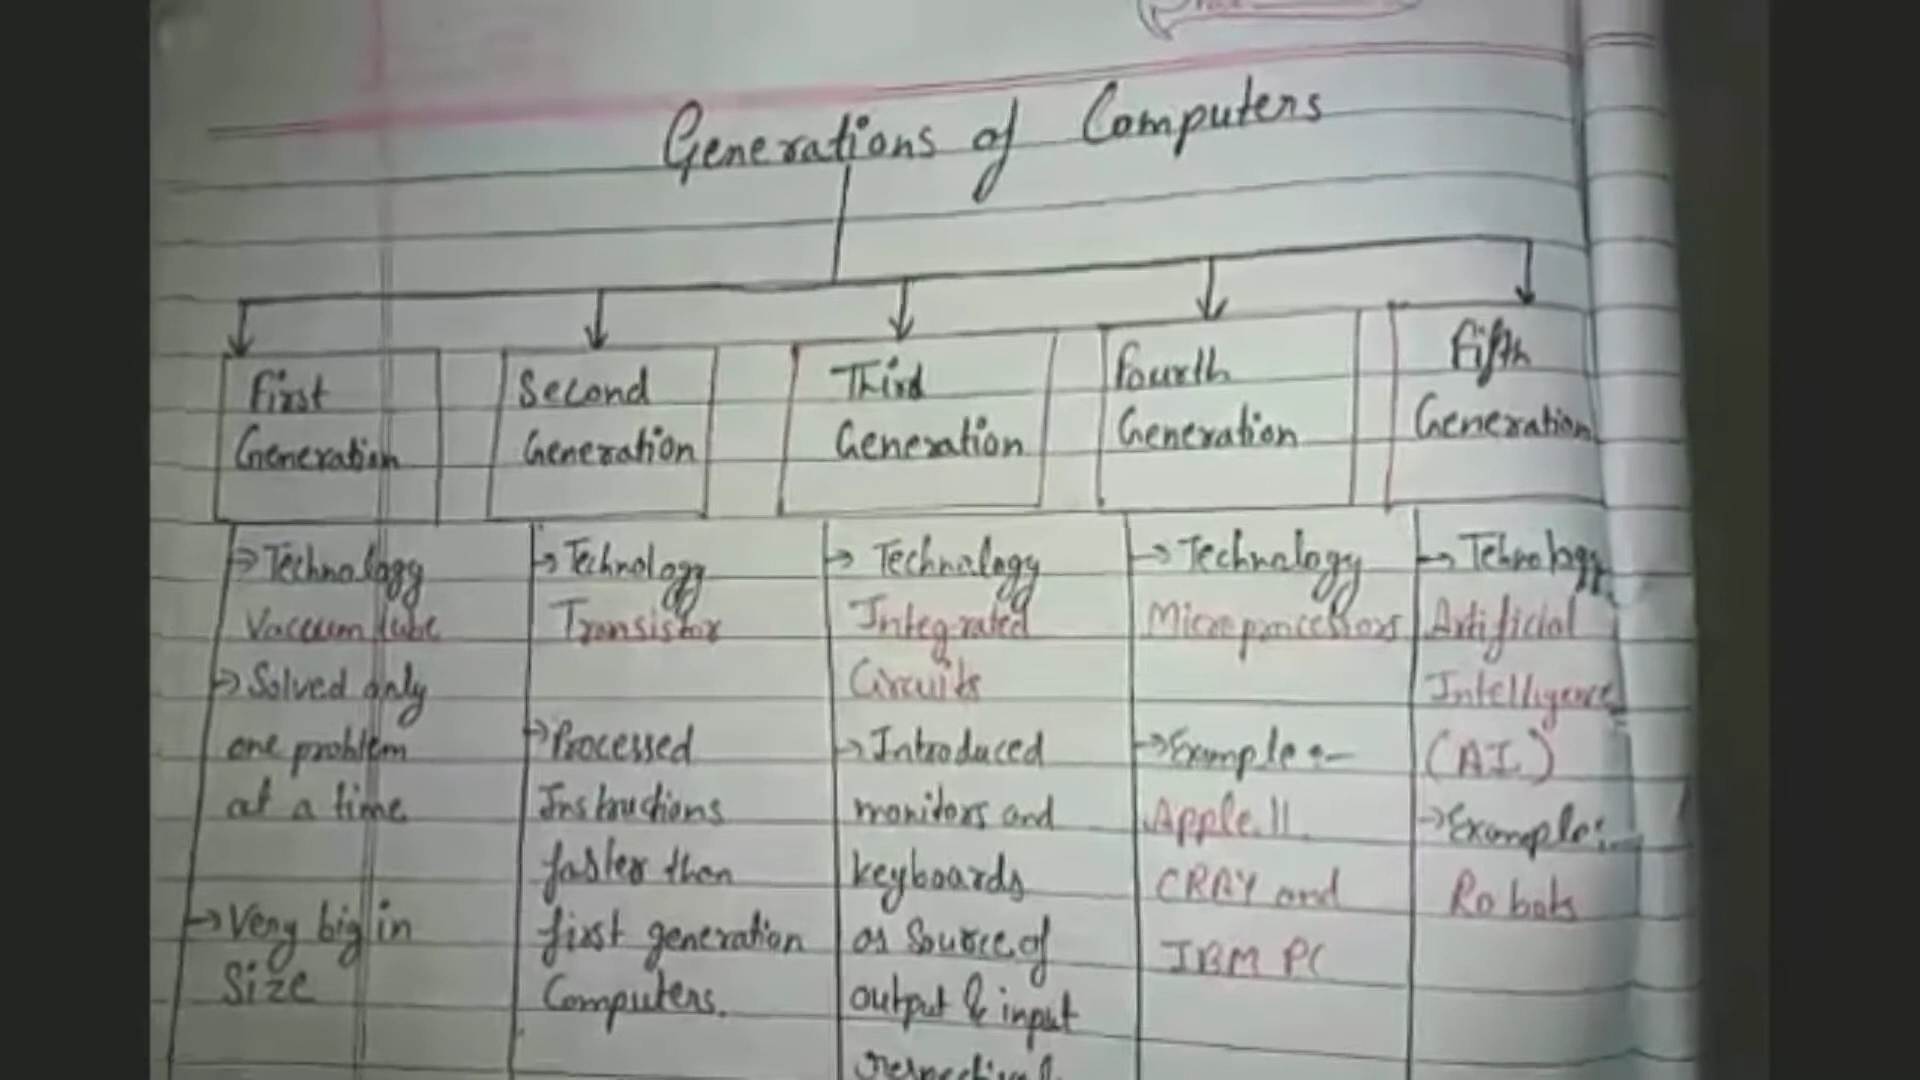 Generations of Computers
First
Generation
Second
Generation
Third
Generation
Fourth
Generation
Fifth
Generation
→ Technology
Vaccum tube
→ Solved only
one problem
at a time
→ Very big in
Size
→ Technology
Transistor
→ Processed
Instructions
faster than
first generation
Computers.
→ Technology
Integrated
Circuits
→ Introduced
monitors and
keyboards
as Source of
output & input
→ Technology
Microprocessors
→ Example :-
Apple II
CRAY and
IBM PC
→ Tehnology
Artificial
Intelligence
(AI)
→ Example :-
Robots